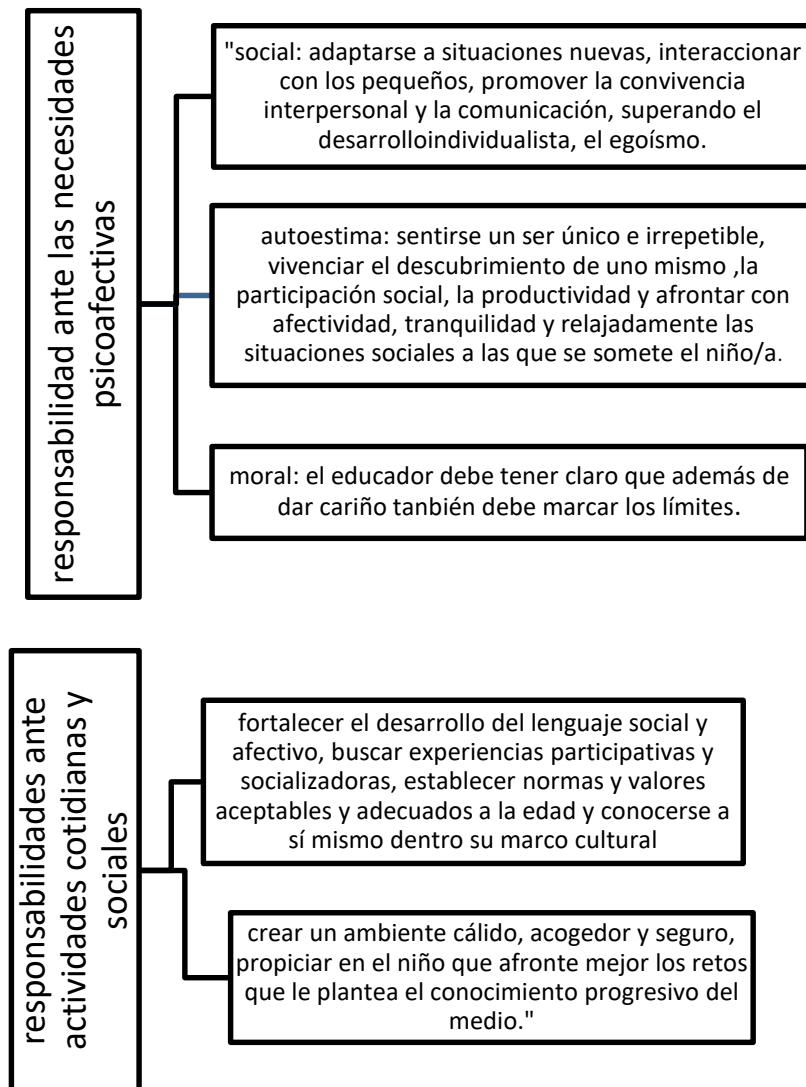 responsabilidad ante las necesidades
psicoafectivas
"social: adaptarse a situaciones nuevas, interaccionar
con los pequeños, promover la convivencia
interpersonal y la comunicación, superando el
desarrolloindividualista, el egoísmo.
autoestima: sentirse un ser único e irrepetible,
vivenciar el descubrimiento de uno mismo ,la
participación social, la productividad y afrontar con
afectividad, tranquilidad y relajadamente las
situaciones sociales a las que se somete el niño/a.
moral: el educador debe tener claro que además de
dar cariño tanbién debe marcar los límites.
responsabilidades ante
actividades cotidianas y
sociales
fortalecer el desarrollo del lenguaje social y
afectivo, buscar experiencias participativas y
socializadoras, establecer normas y valores
aceptables y adecuados a la edad y conocerse a
sí mismo dentro su marco cultural
crear un ambiente cálido, acogedor y seguro,
propiciar en el niño que afronte mejor los retos
que le plantea el conocimiento progresivo del
medio."